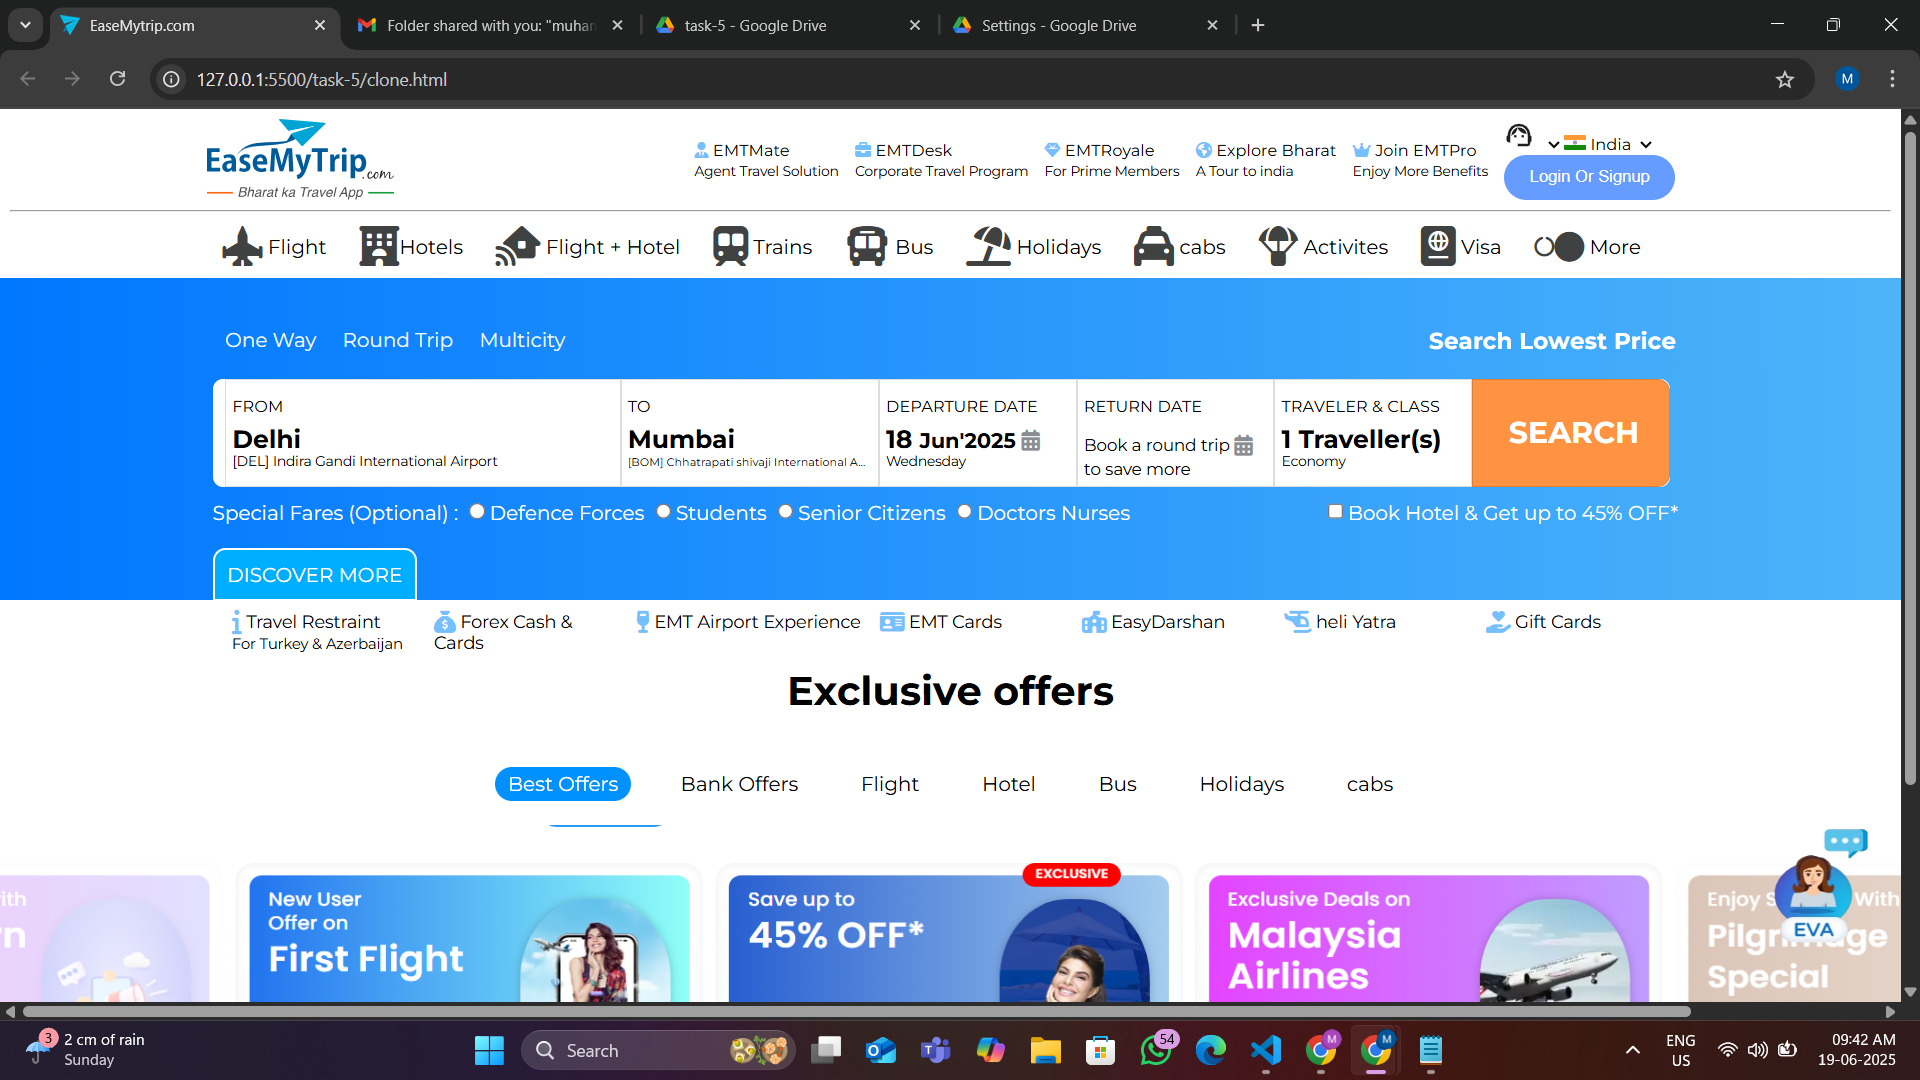 EaseMytrip.com
Folder shared with you: "muhan
task-5 - Google Drive
Settings - Google Drive
127.0.0.1:5500/task-5/clone.html
M
EaseMyTrip.com
Bharat ka Travel App
EMTMate
Agent Travel Solution
EMTDesk
Corporate Travel Program
EMTRoyale
For Prime Members
Explore Bharat
A Tour to india
Join EMTPro
Enjoy More Benefits
India
Login Or Signup
Flight
Hotels
Flight + Hotel
Trains
Bus
Holidays
cabs
Activites
Visa
More
One Way
Round Trip
Multicity
Search Lowest Price
FROM
Delhi
[DEL] Indira Gandi International Airport
TO
Mumbai
[BOM] Chhatrapati shivaji International A...
DEPARTURE DATE
18 Jun'2025
Wednesday
RETURN DATE
Book a round trip
to save more
TRAVELER & CLASS
1 Traveller(s)
Economy
SEARCH
Special Fares (Optional) :
Defence Forces
Students
Senior Citizens
Doctors Nurses
Book Hotel & Get up to 45% OFF*
DISCOVER MORE
Travel Restraint
For Turkey & Azerbaijan
Forex Cash &
Cards
EMT Airport Experience
EMT Cards
EasyDarshan
heli Yatra
Gift Cards
Exclusive offers
Best Offers
Bank Offers
Flight
Hotel
Bus
Holidays
cabs
New User
Offer on
First Flight
EXCLUSIVE
Save up to
45% OFF*
Exclusive Deals on
Malaysia
Airlines
Enjoy S
With
Special
EVA
3
2 cm of rain
Sunday
Search
54
M
M
ENG
US
09:42 AM
19-06-2025